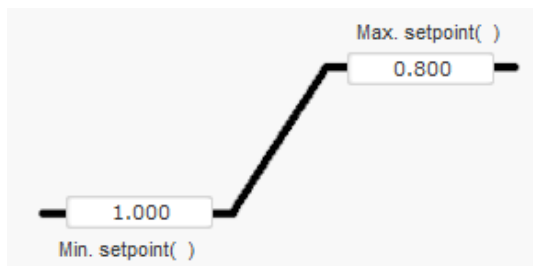 Max. setpoint( )
0.800
1.000
Min. setpoint( )